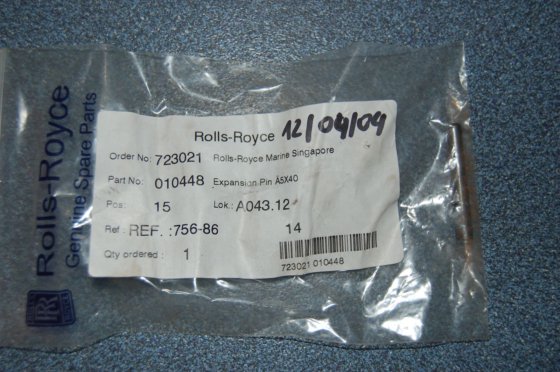 Rolls-Royce
Genuine Spare Parts
Rolls-Royce 12/04/04
Order No: 723021 Rolls-Royce Marine Singapore
Part No: 010448 Expansion Pin A5X40
Pos: 15 Lok: A043.12
Ref: REF. :756-86 14
Qty ordered: 1
723021 010448